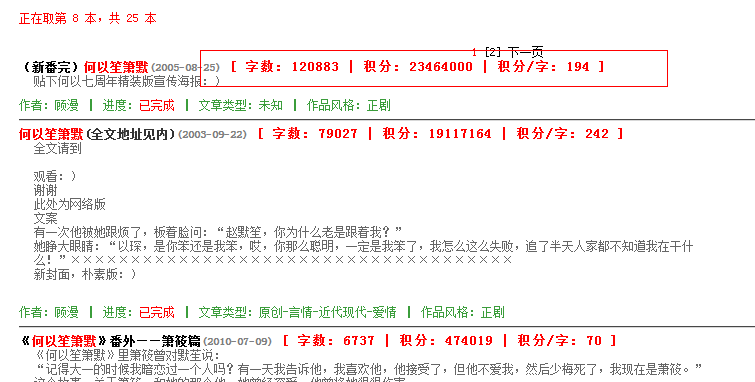 正在取第 8 本，共 25 本
1 [2] 下一页
（新番完）何以笙箫默(2005-08-25) [ 字数: 120883 | 积分: 23464000 | 积分/字: 194 ]
贴下何以七周年精装版宣传海报: )
作者: 顾漫 | 进度: 已完成 | 文章类型: 未知 | 作品风格: 正剧
何以笙箫默(全文地址见内)(2003-09-22) [ 字数: 79027 | 积分: 19117164 | 积分/字: 242 ]
全文请到
观看: )
谢谢
此处为网络版
文案
有一次他被她跟烦了，板着脸问：“赵默笙，你为什么老是跟着我？”
她睁大眼睛：“以琛，是你笨还是我笨，哎，你那么聪明，一定是我笨了，我怎么这么失败，追了半天人家都不知道我在干什
么！”××××××××××××××××××××××××××××××××××××××
新封面，朴素版: )
作者: 顾漫 | 进度: 已完成 | 文章类型: 原创-言情-近代现代-爱情 | 作品风格: 正剧
《何以笙箫默》番外－－箫筱篇(2010-07-09) [ 字数: 6737 | 积分: 474019 | 积分/字: 70 ]
《何以笙箫默》里箫筱曾对默笙说：
“记得大一的时候我暗恋过一个人吗？有一天我告诉他，我喜欢他，他接受了，但他不爱我，然后少梅死了，我现在是萧筱。”